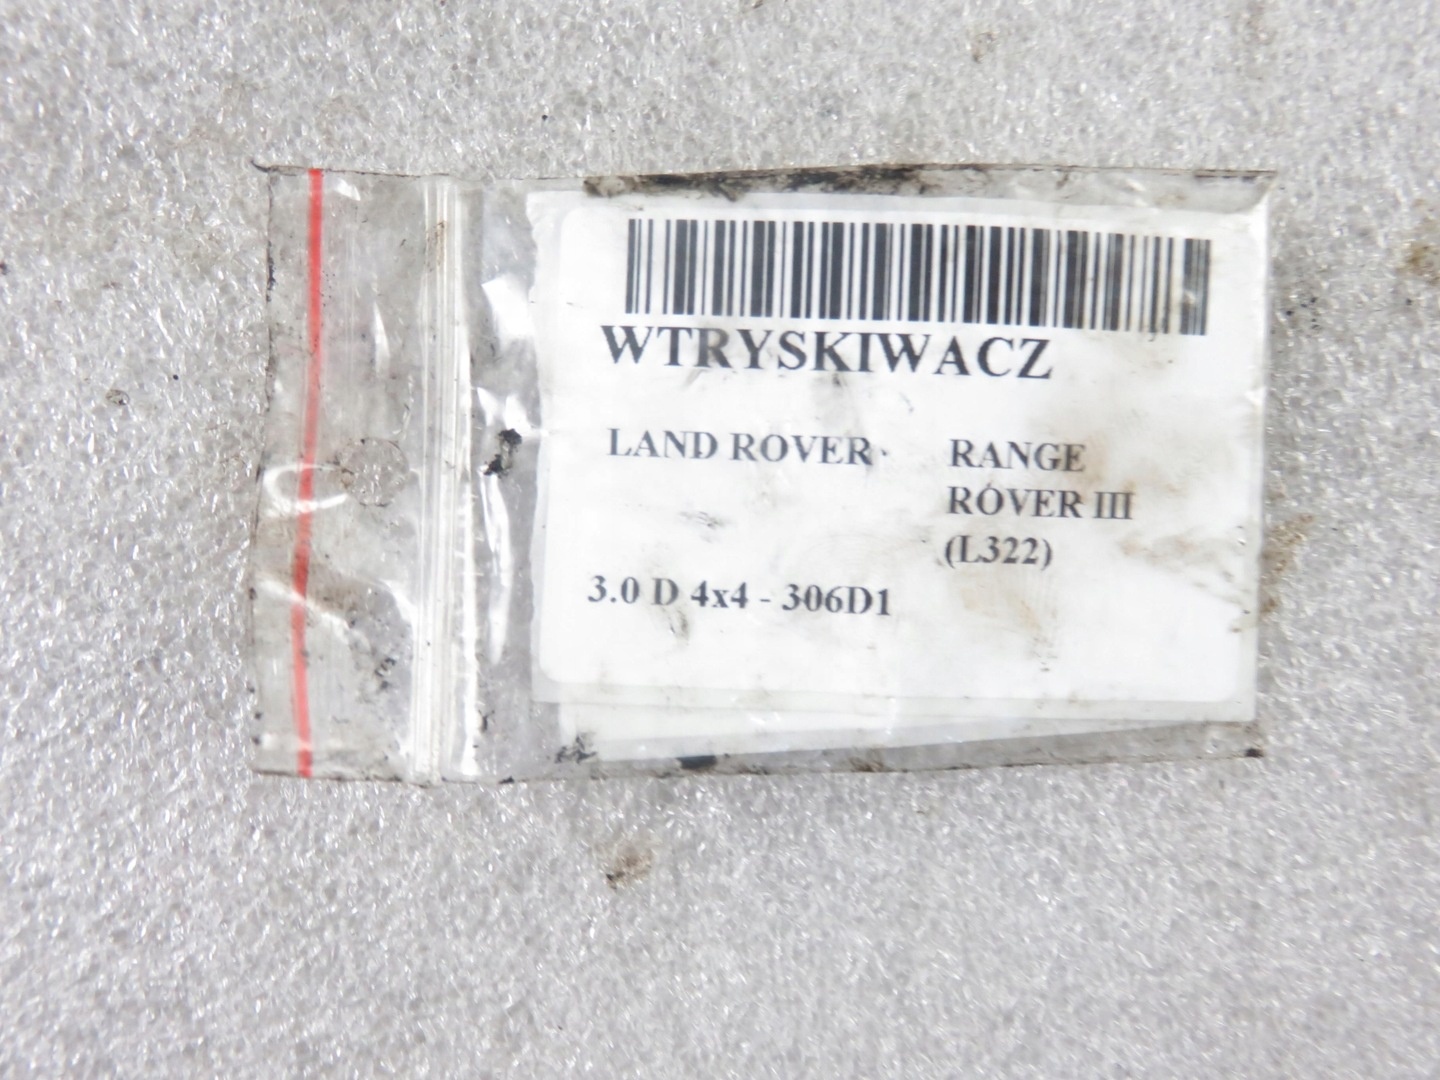 WTRYSKIWACZ
LAND ROVER RANGE
ROVER III
(L322)
3.0 D 4x4 - 306D1